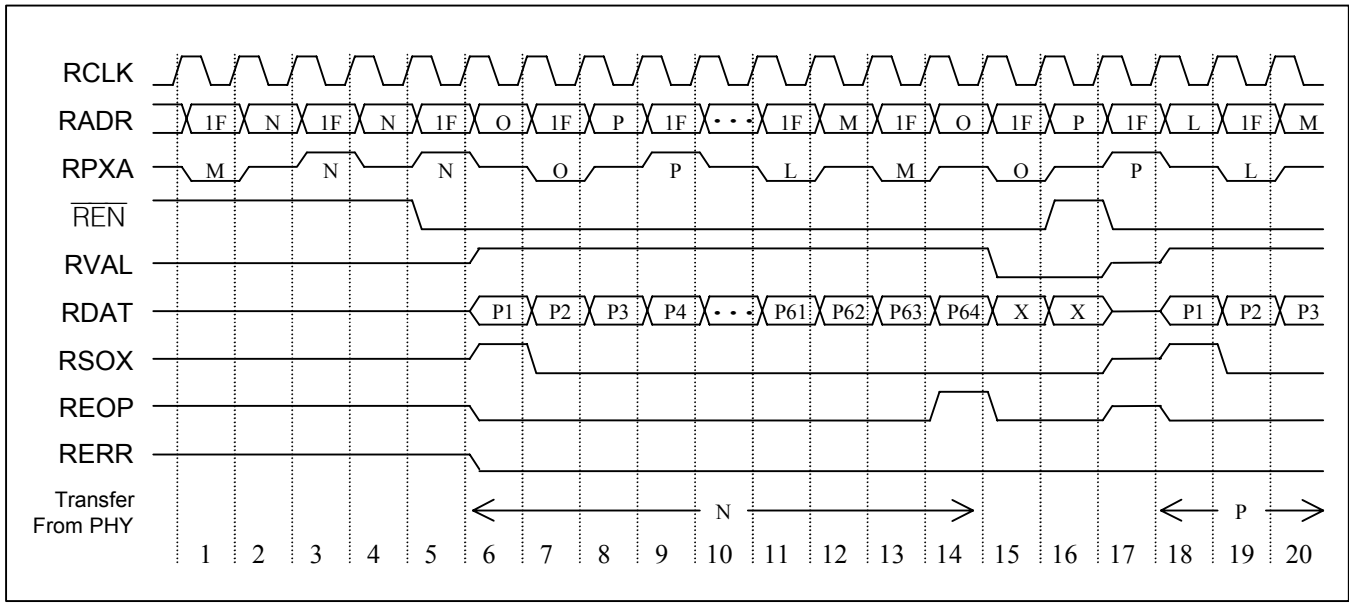 RCLK
RADR 1F N 1F N 1F O 1F P 1F ··· 1F M 1F O 1F P 1F L 1F M
RPXA M N N O P L M O P L
REN
RVAL
RDAT P1 P2 P3 P4 ··· P61 P62 P63 P64 X X P1 P2 P3
RSOX
REOP
RERR
Transfer
From PHY N P
1 2 3 4 5 6 7 8 9 10 11 12 13 14 15 16 17 18 19 20